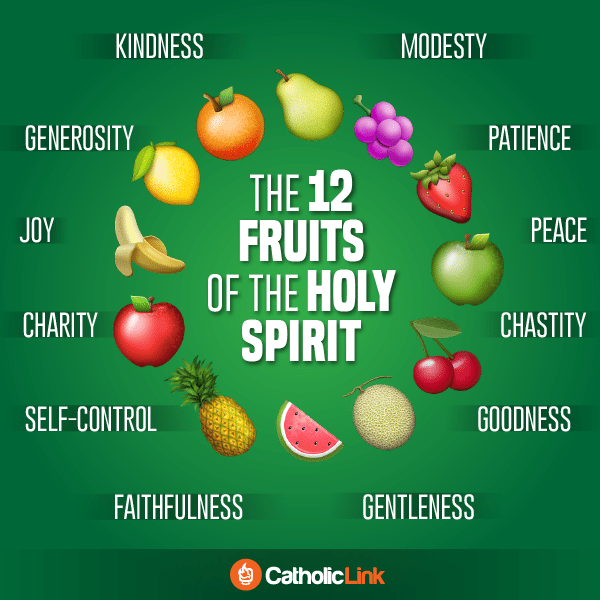 KINDNESS
MODESTY
GENEROSITY
PATIENCE
JOY
PEACE
THE 12
FRUITS
OF THE HOLY
SPIRIT
CHARITY
CHASTITY
SELF-CONTROL
GOODNESS
FAITHFULNESS
GENTLENESS
CatholicLink